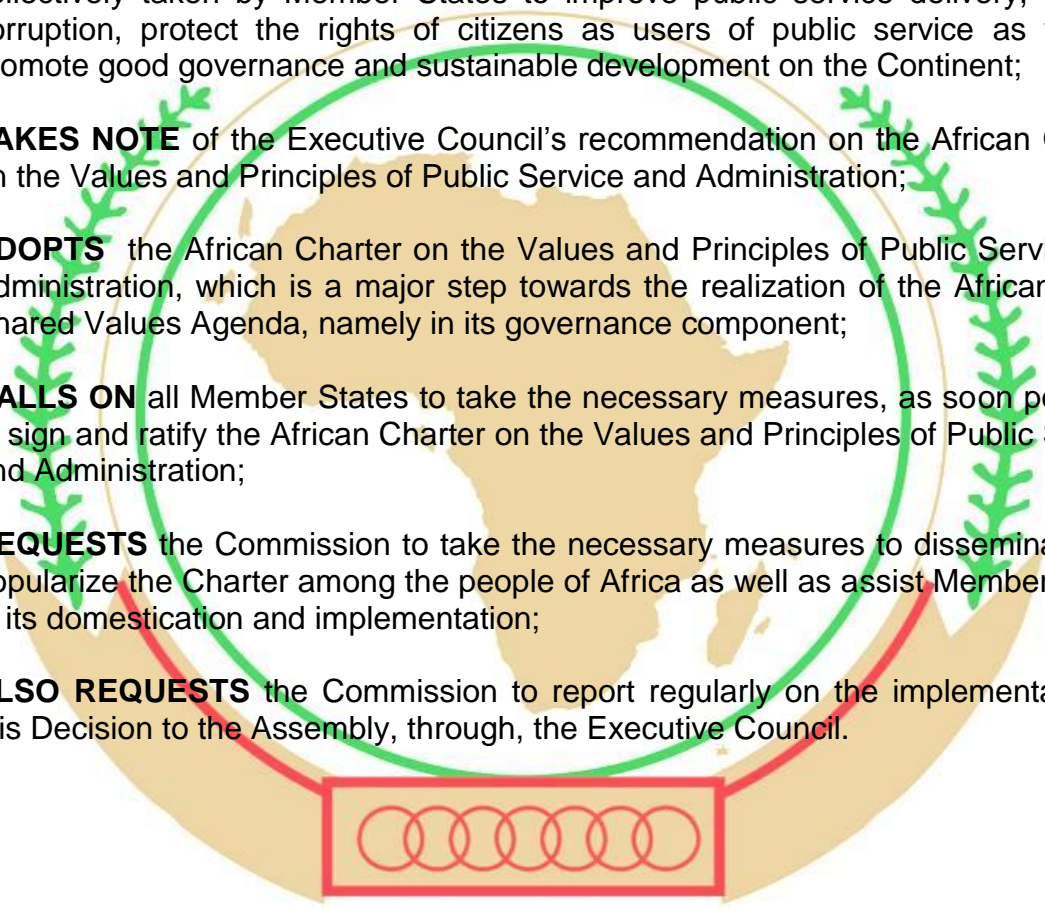 ollectively taken by Member States to improve public service delivery,
orruption, protect the rights of citizens as users of public service as
omote good governance and sustainable development on the Continent;
AKES NOTE of the Executive Council’s recommendation on the African
n the Values and Principles of Public Service and Administration;
DOPTS the African Charter on the Values and Principles of Public Servi
dministration, which is a major step towards the realization of the African
hared Values Agenda, namely in its governance component;
ALLS ON all Member States to take the necessary measures, as soon po
sign and ratify the African Charter on the Values and Principles of Public
nd Administration;
EQUESTS the Commission to take the necessary measures to dissemina
opularize the Charter among the people of Africa as well as assist Member
its domestication and implementation;
LSO REQUESTS the Commission to report regularly on the implementa
is Decision to the Assembly, through, the Executive Council.